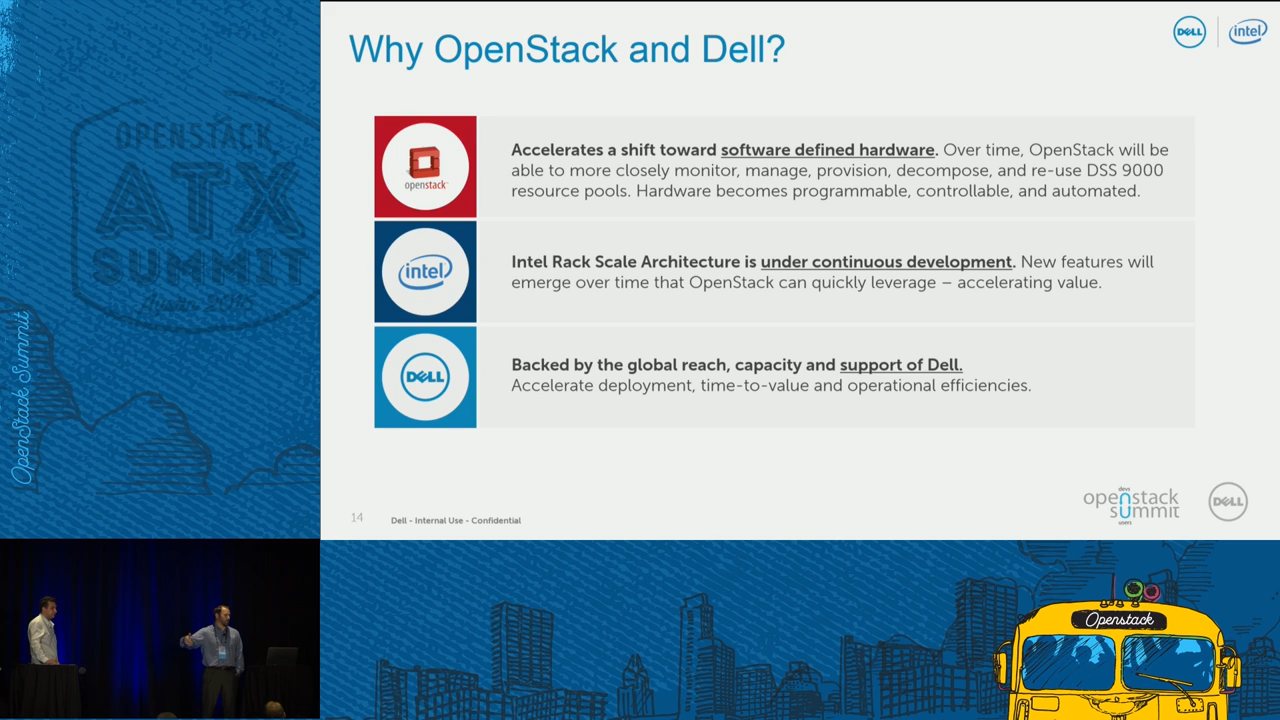 OPENSTACK
ATX
SUMMIT
Austin 2016
OpenStack Summit
Why OpenStack and Dell?
DELL
intel
openstack
Accelerates a shift toward software defined hardware. Over time, OpenStack will be
able to more closely monitor, manage, provision, decompose, and re-use DSS 9000
resource pools. Hardware becomes programmable, controllable, and automated.
intel
Intel Rack Scale Architecture is under continuous development. New features will
emerge over time that OpenStack can quickly leverage – accelerating value.
DELL
Backed by the global reach, capacity and support of Dell.
Accelerate deployment, time-to-value and operational efficiencies.
14
Dell - Internal Use - Confidential
devs
openstack
summit
users
DELL
Openstack